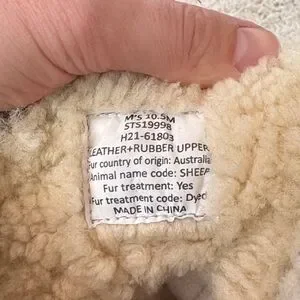 M's 10.5M
STS19998
H21-61803
LEATHER+RUBBER UPPER
Fur country of origin: Australia
Animal name code: SHEEP
Fur treatment: Yes
Fur treatment code: Dyed
MADE IN CHINA